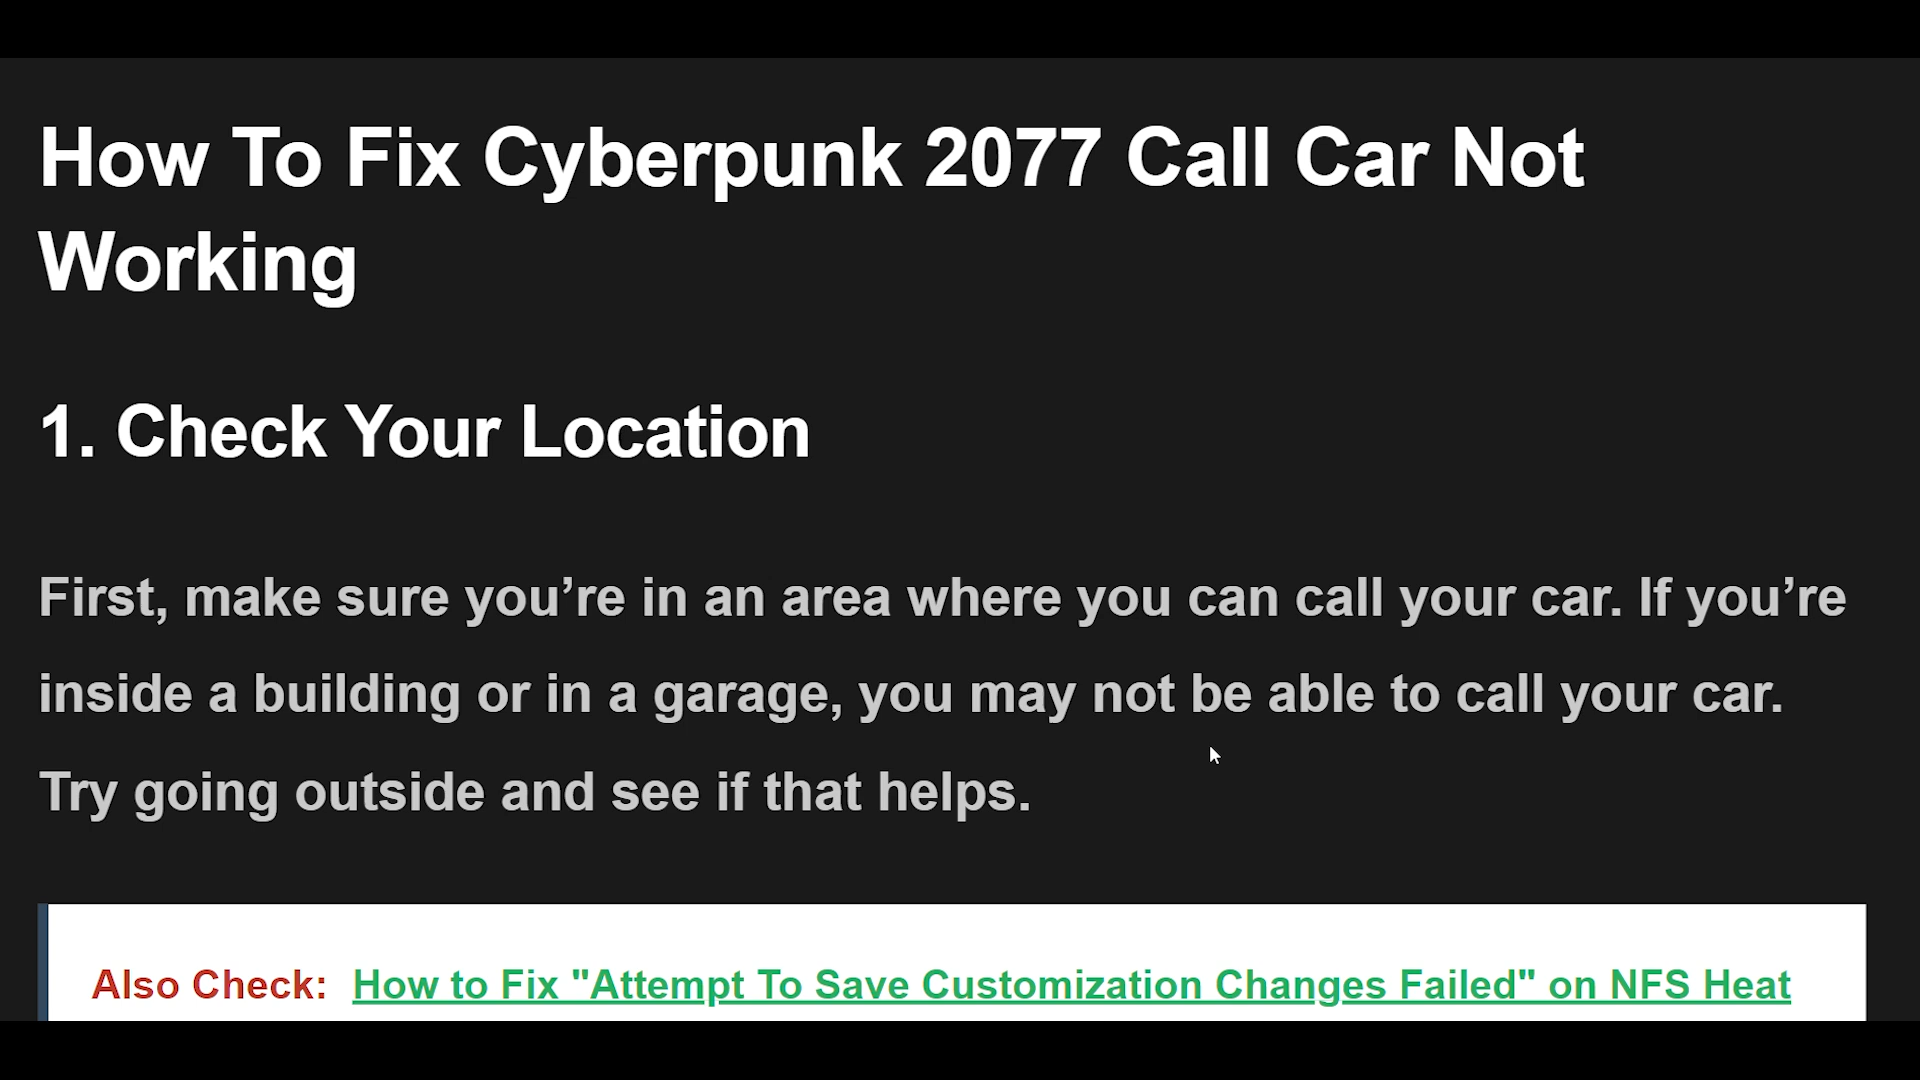 How To Fix Cyberpunk 2077 Call Car Not
Working
1. Check Your Location
First, make sure you’re in an area where you can call your car. If you’re
inside a building or in a garage, you may not be able to call your car.
Try going outside and see if that helps.
Also Check: How to Fix "Attempt To Save Customization Changes Failed" on NFS Heat